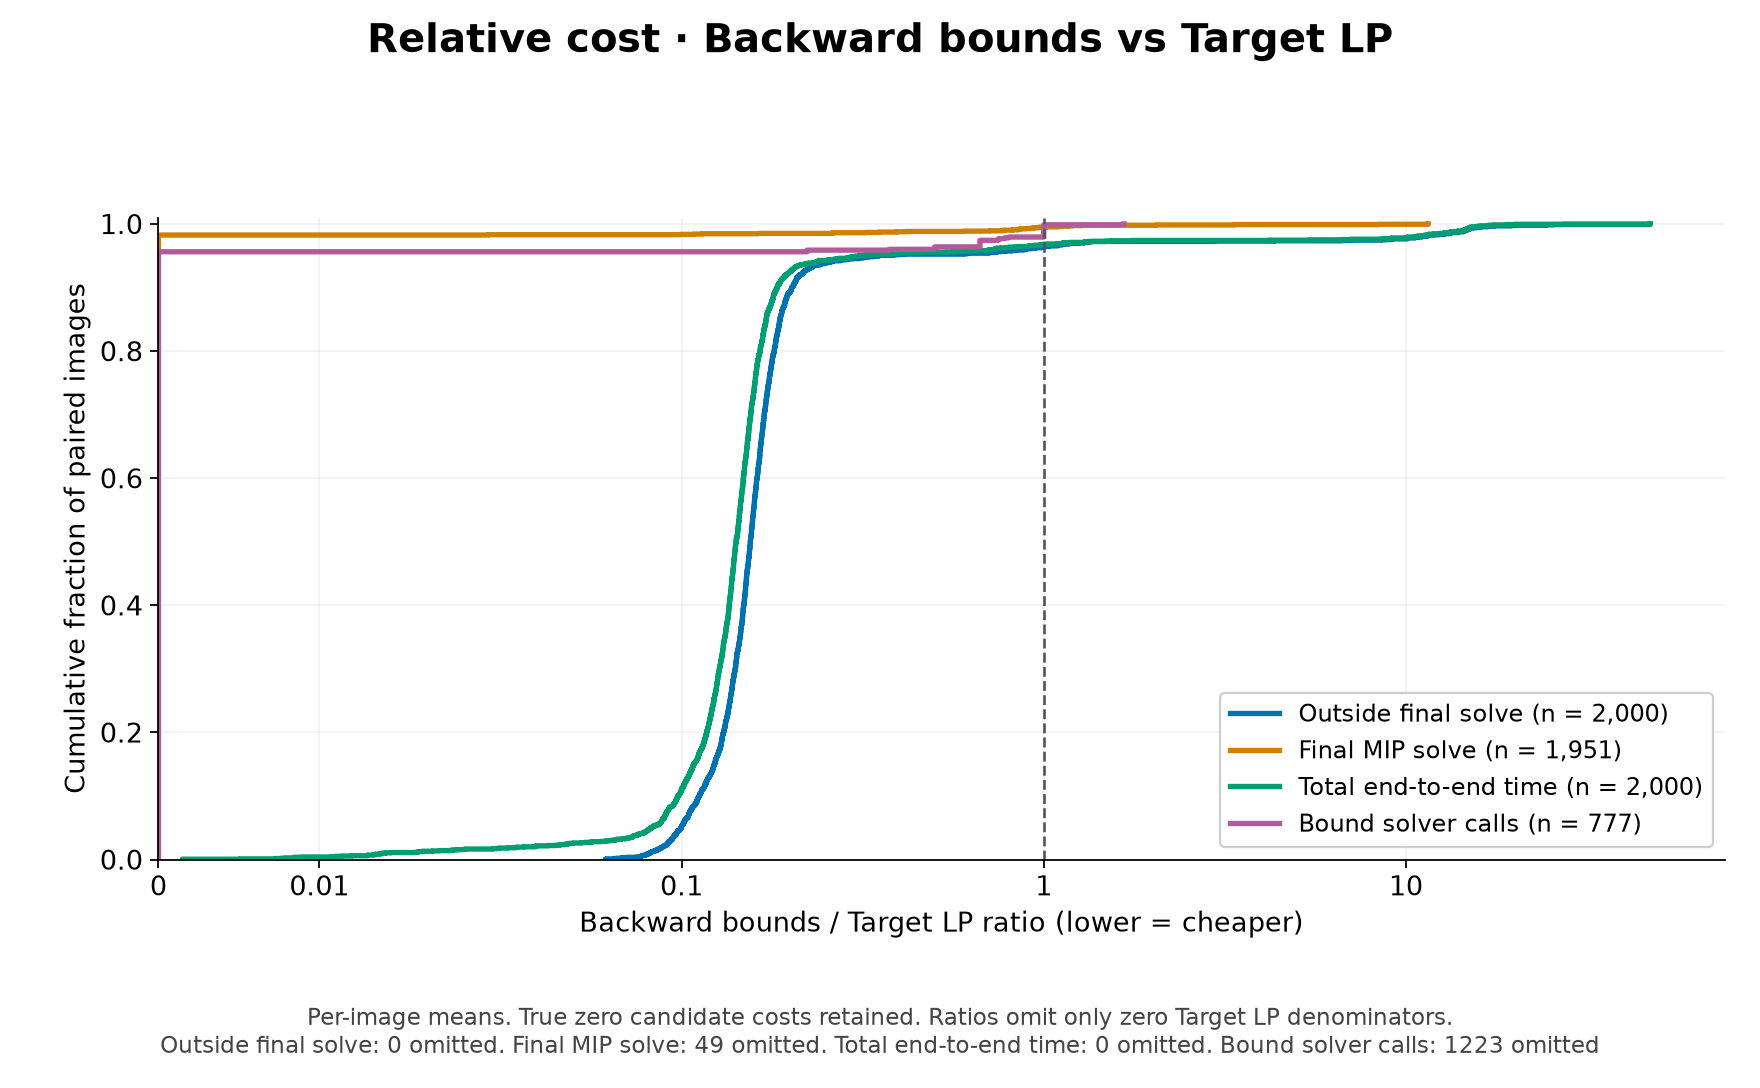 Relative cost · Backward bounds vs Target LP
1.0
0.8
0.6
0.4
0.2
0.0
Cumulative fraction of paired images
Outside final solve (n = 2,000)
Final MIP solve (n = 1,951)
Total end-to-end time (n = 2,000)
Bound solver calls (n = 777)
0 0.01 0.1 1 10
Backward bounds / Target LP ratio (lower = cheaper)
Per-image means. True zero candidate costs retained. Ratios omit only zero Target LP denominators.
Outside final solve: 0 omitted. Final MIP solve: 49 omitted. Total end-to-end time: 0 omitted. Bound solver calls: 1223 omitted